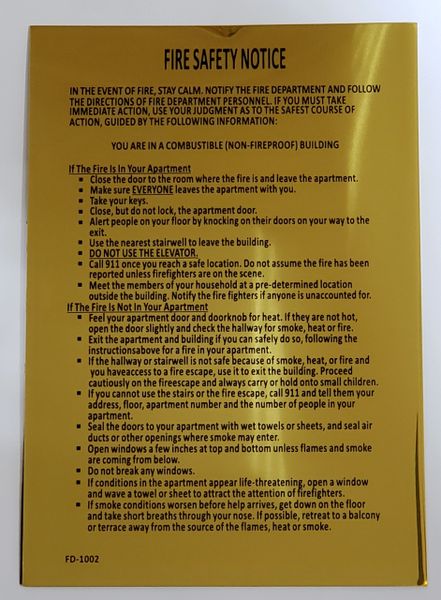 FIRE SAFETY NOTICE
IN THE EVENT OF FIRE, STAY CALM. NOTIFY THE FIRE DEPARTMENT AND FOLLOW
THE DIRECTIONS OF FIRE DEPARTMENT PERSONNEL. IF YOU MUST TAKE
IMMEDIATE ACTION, USE YOUR JUDGMENT AS TO THE SAFEST COURSE OF
ACTION, GUIDED BY THE FOLLOWING INFORMATION:
YOU ARE IN A COMBUSTIBLE (NON-FIREPROOF) BUILDING
If The Fire Is In Your Apartment
▪ Close the door to the room where the fire is and leave the apartment.
▪ Make sure EVERYONE leaves the apartment with you.
▪ Take your keys.
▪ Close, but do not lock, the apartment door.
▪ Alert people on your floor by knocking on their doors on your way to the
exit.
▪ Use the nearest stairwell to leave the building.
▪ DO NOT USE THE ELEVATOR.
▪ Call 911 once you reach a safe location. Do not assume the fire has been
reported unless firefighters are on the scene.
▪ Meet the members of your household at a pre-determined location
outside the building. Notify the fire fighters if anyone is unaccounted for.
If The Fire Is Not In Your Apartment
▪ Feel your apartment door and doorknob for heat. If they are not hot,
open the door slightly and check the hallway for smoke, heat or fire.
▪ Exit the apartment and building if you can safely do so, following the
instructionsabove for a fire in your apartment.
▪ If the hallway or stairwell is not safe because of smoke, heat, or fire and
you haveaccess to a fire escape, use it to exit the building. Proceed
cautiously on the fireescape and always carry or hold onto small children.
▪ If you cannot use the stairs or the fire escape, call 911 and tell them your
address, floor, apartment number and the number of people in your
apartment.
▪ Seal the doors to your apartment with wet towels or sheets, and seal air
ducts or other openings where smoke may enter.
▪ Open windows a few inches at top and bottom unless flames and smoke
are coming from below.
▪ Do not break any windows.
▪ If conditions in the apartment appear life-threatening, open a window
and wave a towel or sheet to attract the attention of firefighters.
▪ If smoke conditions worsen before help arrives, get down on the floor
and take short breaths through your nose. If possible, retreat to a balcony
or terrace away from the source of the flames, heat or smoke.
FD-1002